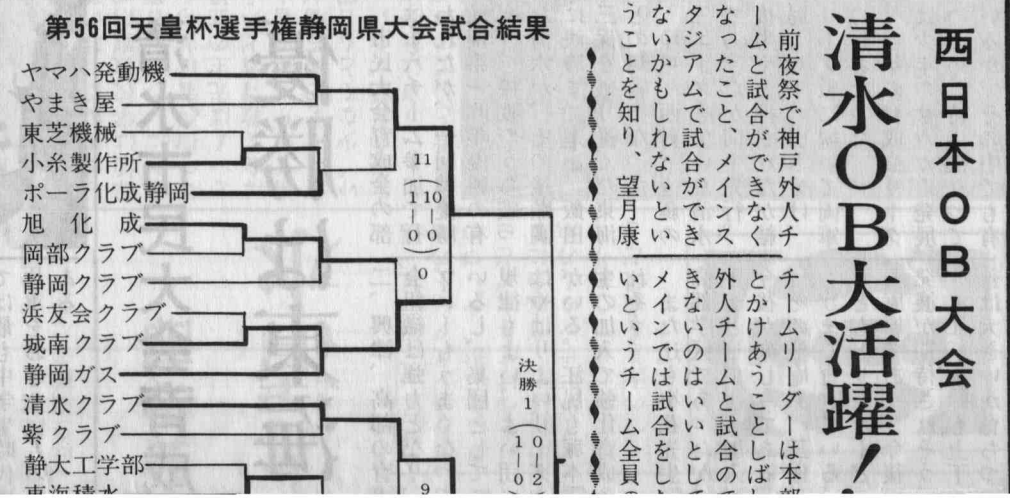 西日本OB大会
清水OB大活躍！
前夜祭で神戸外人チ
ームと試合ができなく
なったこと、メイİンス
タジアムで試合ができ
ないかもしれないとい
うことを知り、望月康
チームリーダーは本部
とかけあうことしばし
外人チームと試合ので
きないのはいいとして
メインでは試合をした
いというチーム全員の
第56回天皇杯選手権静岡県大会試合結果
ヤマハ発動機
やまき屋
東芝機械
小糸製作所
ポーラ化成静岡
旭化成
岡部クラブ
静岡クラブ
浜友会クラブ
城南クラブ
静岡ガス
清水クラブ
紫クラブ
静大工学部
東海積水
11（10－0 1－0）0
決勝 1（0－2 1－0
9